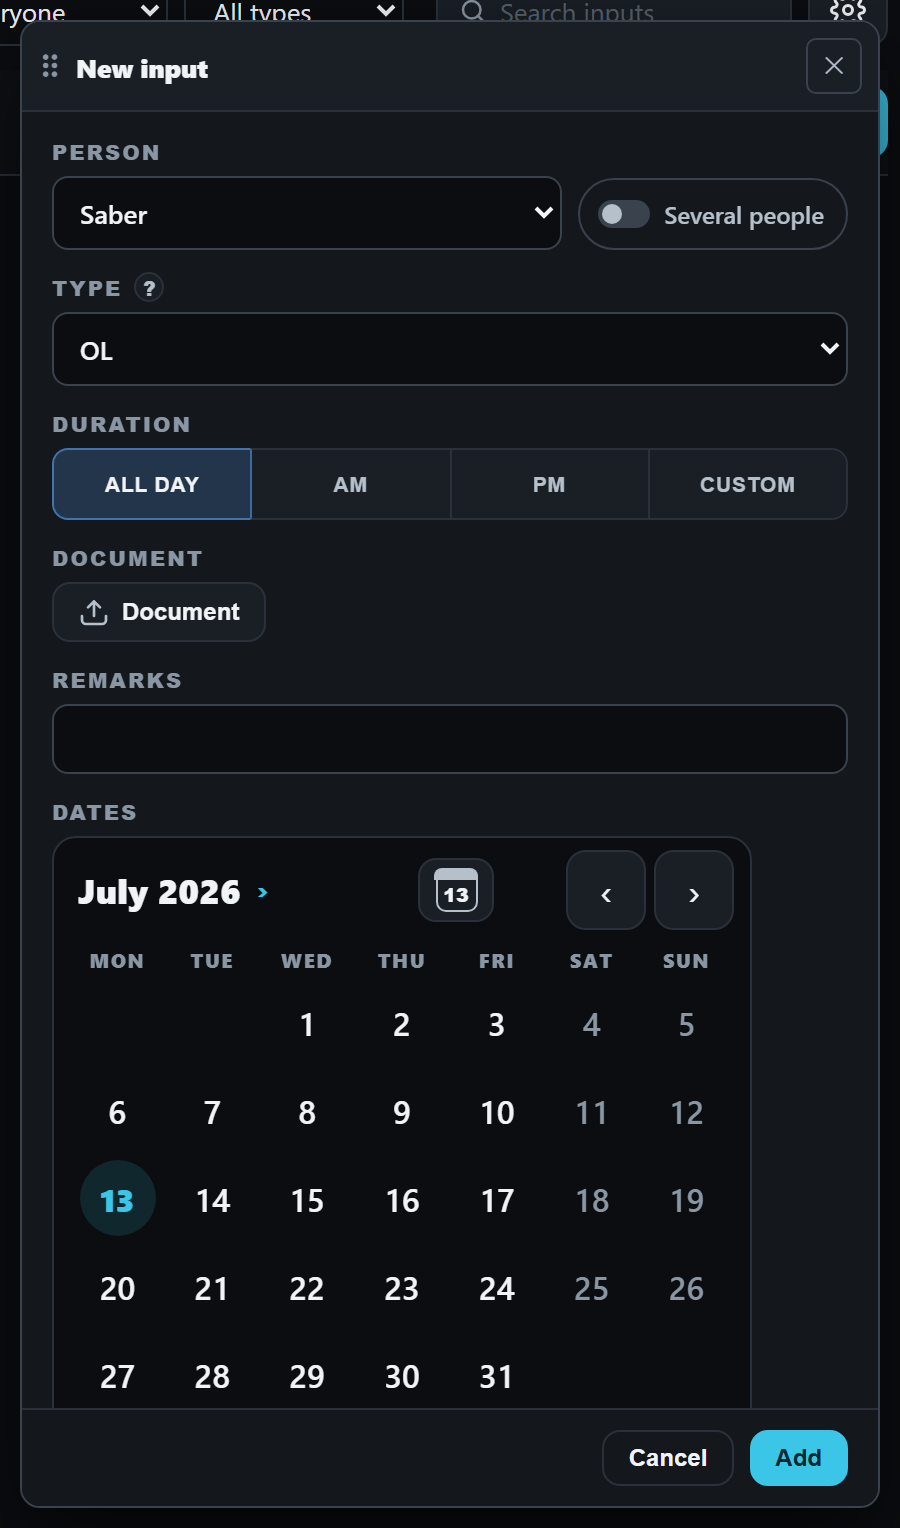 ryone All types Search inputs
New input
PERSON
Saber Several people
TYPE ?
OL
DURATION
ALL DAY AM PM CUSTOM
DOCUMENT
Document
REMARKS
DATES
July 2026 › 13 ‹ ›
MON TUE WED THU FRI SAT SUN
1 2 3 4 5
6 7 8 9 10 11 12
13 14 15 16 17 18 19
20 21 22 23 24 25 26
27 28 29 30 31
Cancel Add